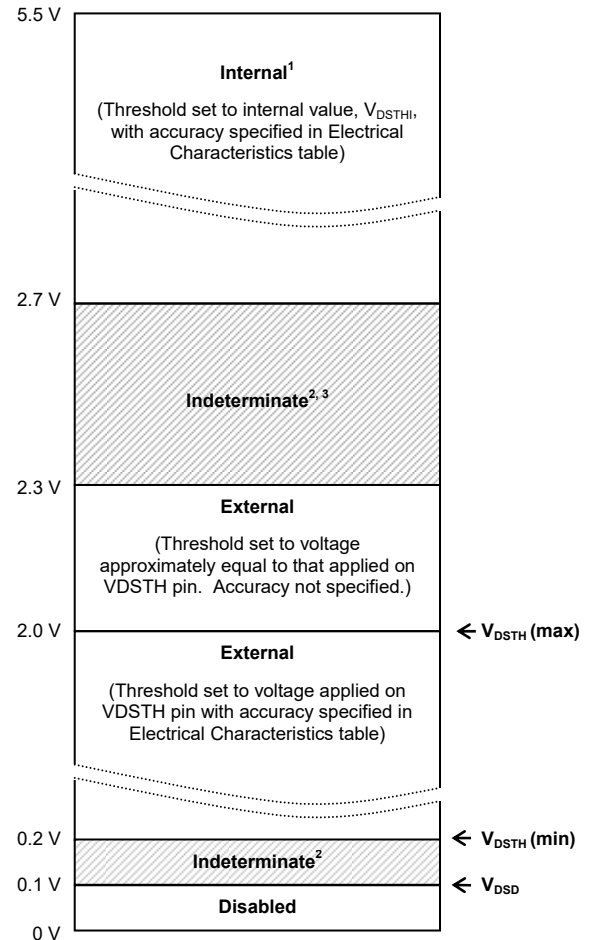 5.5 V
Internal1
(Threshold set to internal value, VDSTHI,
with accuracy specified in Electrical
Characteristics table)
2.7 V
Indeterminate2, 3
2.3 V
External
(Threshold set to voltage
approximately equal to that applied on
VDSTH pin. Accuracy not specified.)
2.0 V
VDSTH (max)
External
(Threshold set to voltage applied on
VDSTH pin with accuracy specified in
Electrical Characteristics table)
0.2 V
VDSTH (min)
Indeterminate2
0.1 V
VDSD
Disabled
0 V